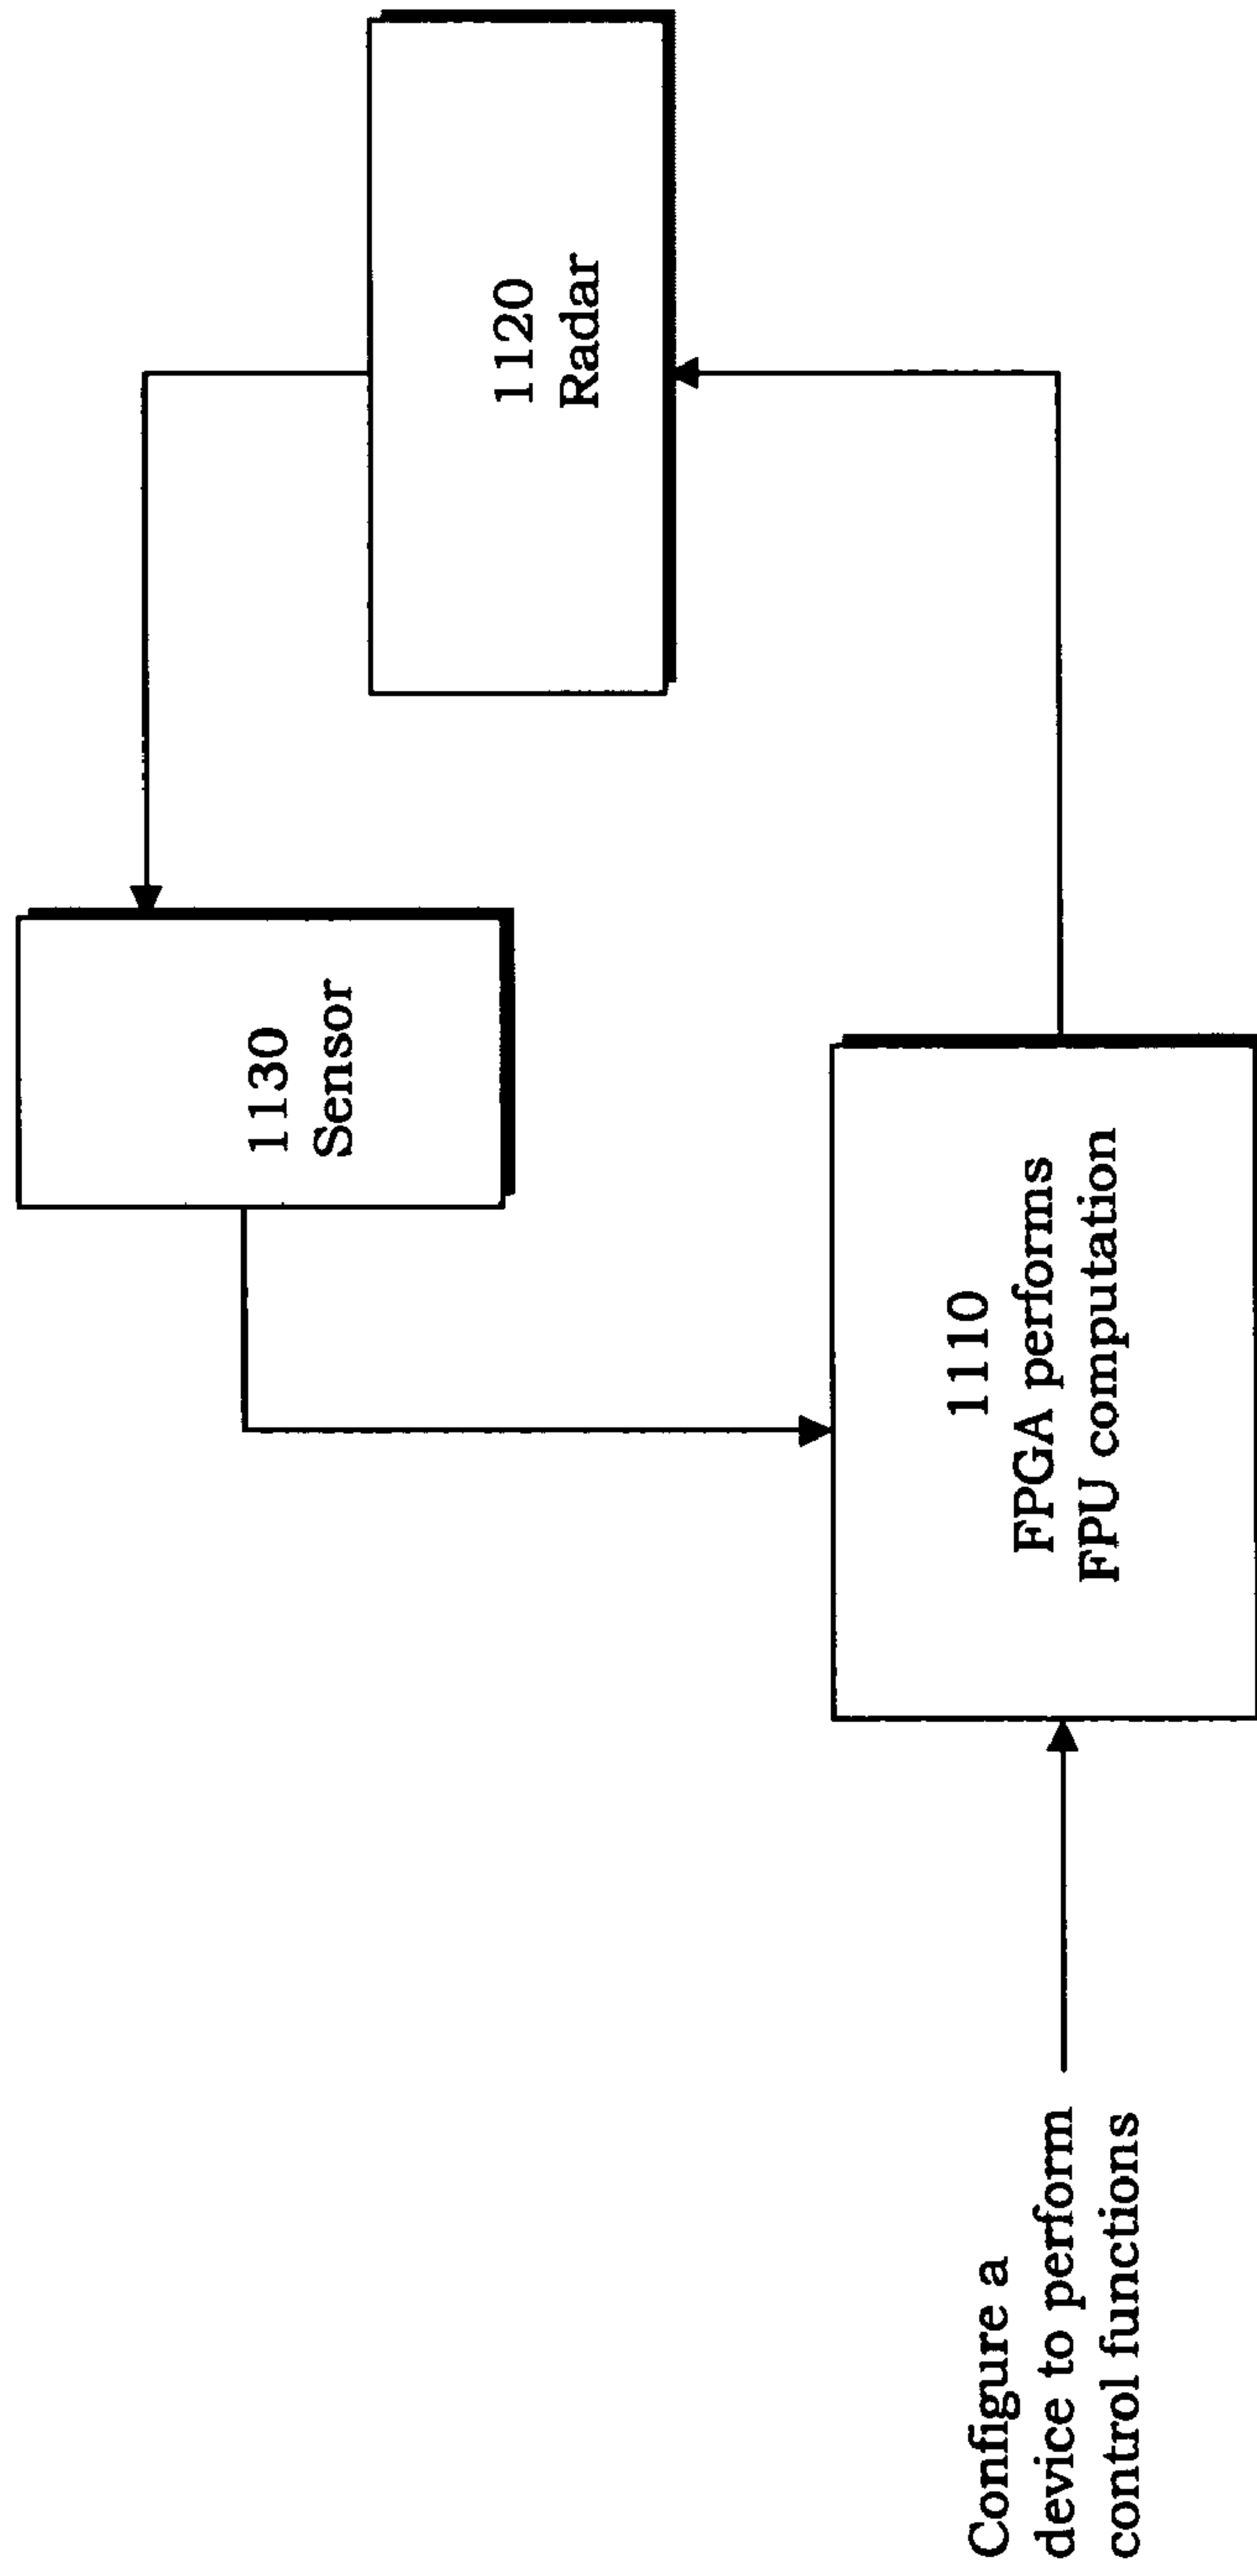 1130
Sensor
1120
Radar
1110
FPGA performs
FPU computation
Configure a
device to perform
control functions